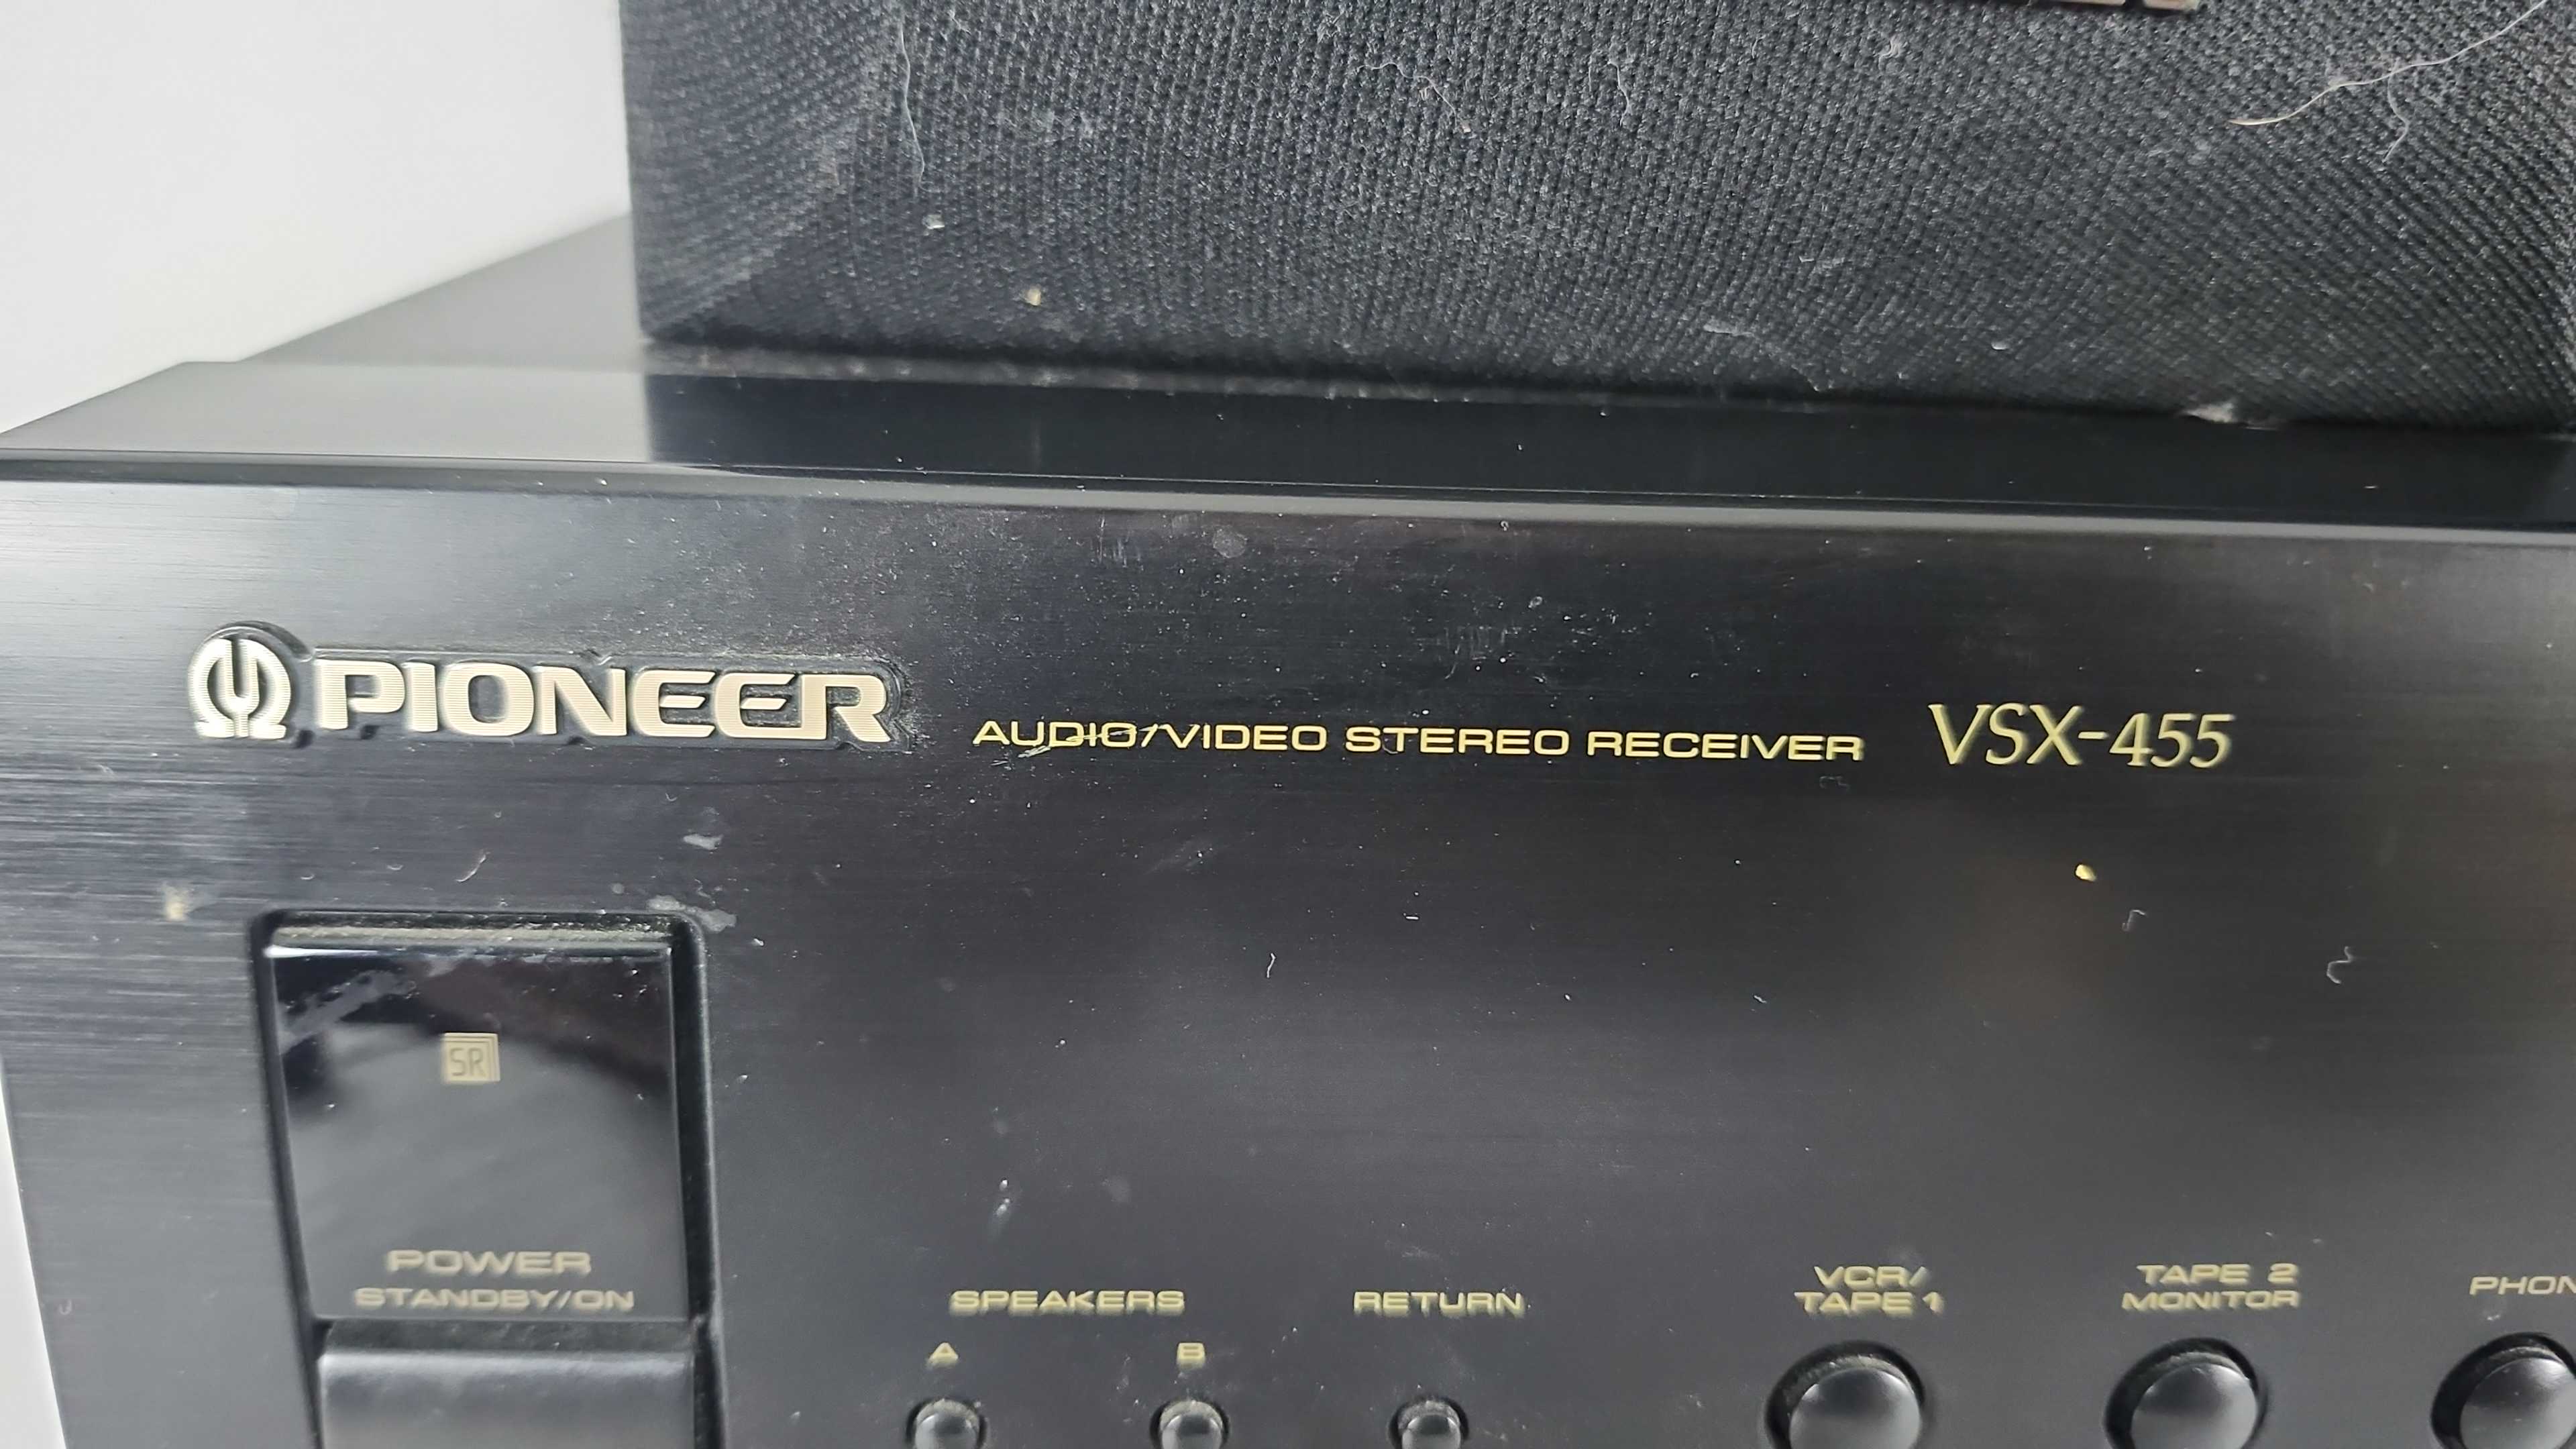 PIONEER AUDIO/VIDEO STEREO RECEIVER VSX-455
SR
POWER
STANDBY/ON
SPEAKERS
A B
RETURN
VCR/
TAPE 1
TAPE 2
MONITOR
PHON